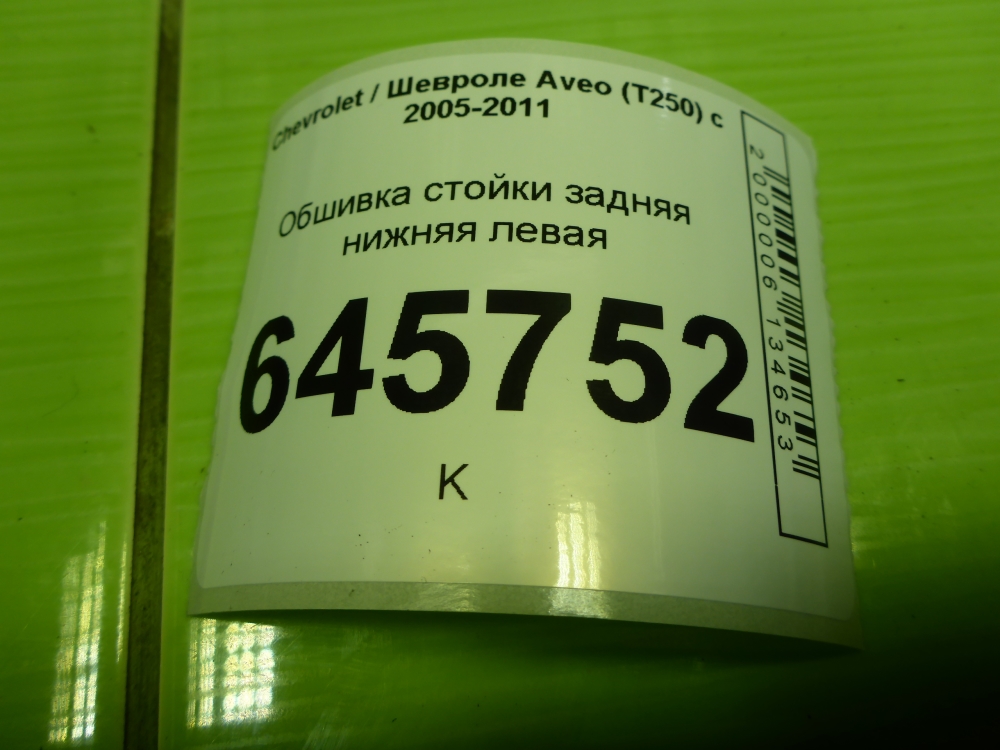 Chevrolet / Шевроле Aveo (T250) с
2005-2011
Обшивка стойки задняя
нижняя левая
645752
К
2000006134653